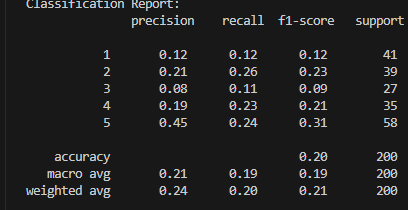 Classification Report:
precision recall f1-score support
1 0.12 0.12 0.12 41
2 0.21 0.26 0.23 39
3 0.08 0.11 0.09 27
4 0.19 0.23 0.21 35
5 0.45 0.24 0.31 58
accuracy 0.20 200
macro avg 0.21 0.19 0.19 200
weighted avg 0.24 0.20 0.21 200